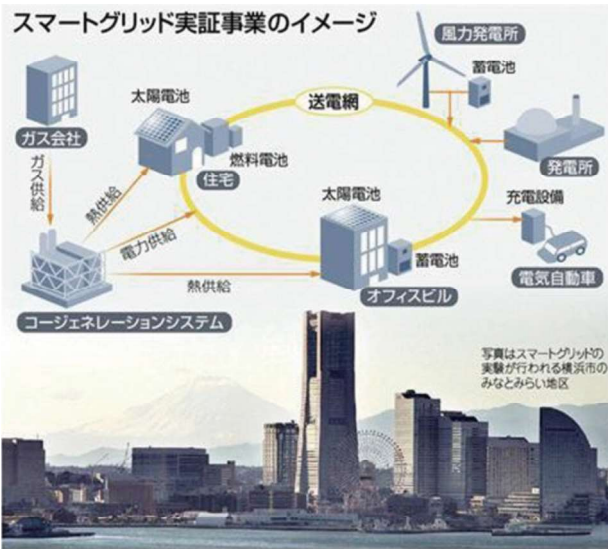 スマートグリッド実証事業のイメージ
風力発電所
蓄電池
太陽電池
送電網
ガス会社
燃料電池
住宅
発電所
ガス供給
熱供給
太陽電池
充電設備
電力供給
熱供給
蓄電池
電気自動車
オフィスビル
コージェネレーションシステム
写真はスマートグリッドの
実験が行われる横浜市の
みなとみらい地区